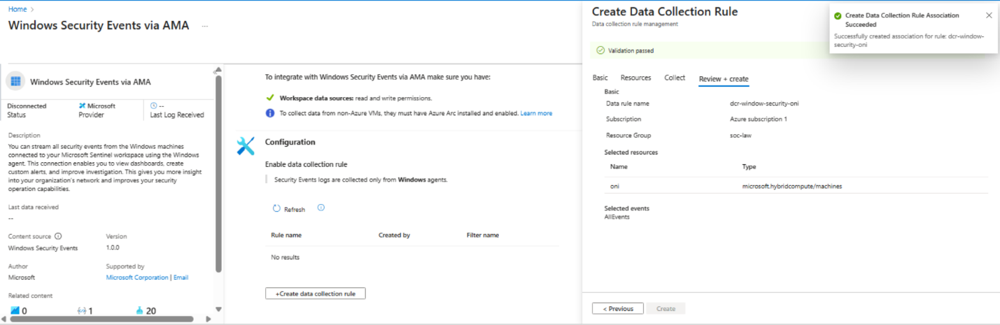 Home >
Windows Security Events via AMA ...
Windows Security Events via AMA
Disconnected
Status
Microsoft
Provider
--
Last Log Received
Description
You can stream all security events from the Windows machines
connected to your Microsoft Sentinel workspace using the Windows
agent. This connection enables you to view dashboards, create
custom alerts, and improve investigation. This gives you more insight
into your organization's network and improves your security
operation capabilities.
Last data received
--
Content source
Version
Windows Security Events
1.0.0
Author
Supported by
Microsoft
Microsoft Corporation | Email
Related content
0
1
20
To integrate with Windows Security Events via AMA make sure you have:
Workspace data sources: read and write permissions.
To collect data from non-Azure VMs, they must have Azure Arc installed and enabled. Learn more
Configuration
Enable data collection rule
Security Events logs are collected only from Windows agents.
Refresh
Rule name Created by Filter name
No results
+Create data collection rule
Create Data Collection Rule
Data collection rule management
Validation passed
Basic Resources Collect Review + create
Basic
Data rule name dcr-window-security-oni
Subscription Azure subscription 1
Resource Group soc-law
Selected resources
Name Type
oni microsoft.hybridcompute/machines
Selected events
AllEvents
< Previous Create
Create Data Collection Rule Association
Succeeded
Successfully created association for rule: dcr-window-
security-oni